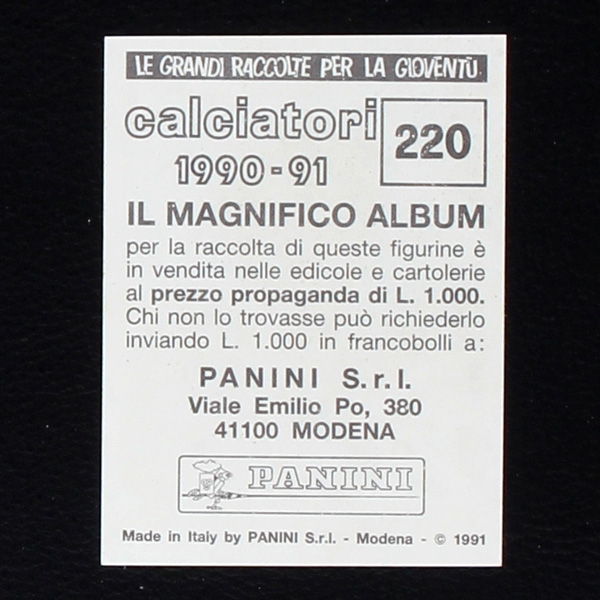 LE GRANDI RACCOLTE PER LA GIOVENTÙ
calciatori
220
1990-91
IL MAGNIFICO ALBUM
per la raccolta di queste figurine è
in vendita nelle edicole e cartolerie
al prezzo propaganda di L. 1.000.
Chi non lo trovasse può richiederlo
inviando L. 1.000 in francobolli a:
PANINI S.r.l.
Viale Emilio Po, 380
41100 MODENA
PANINI
Made in Italy by PANINI S.r.l. - Modena - © 1991